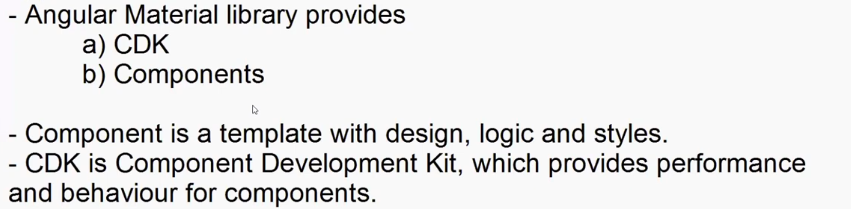 - Angular Material library provides
a) CDK
b) Components
- Component is a template with design, logic and styles.
- CDK is Component Development Kit, which provides performance
and behaviour for components.